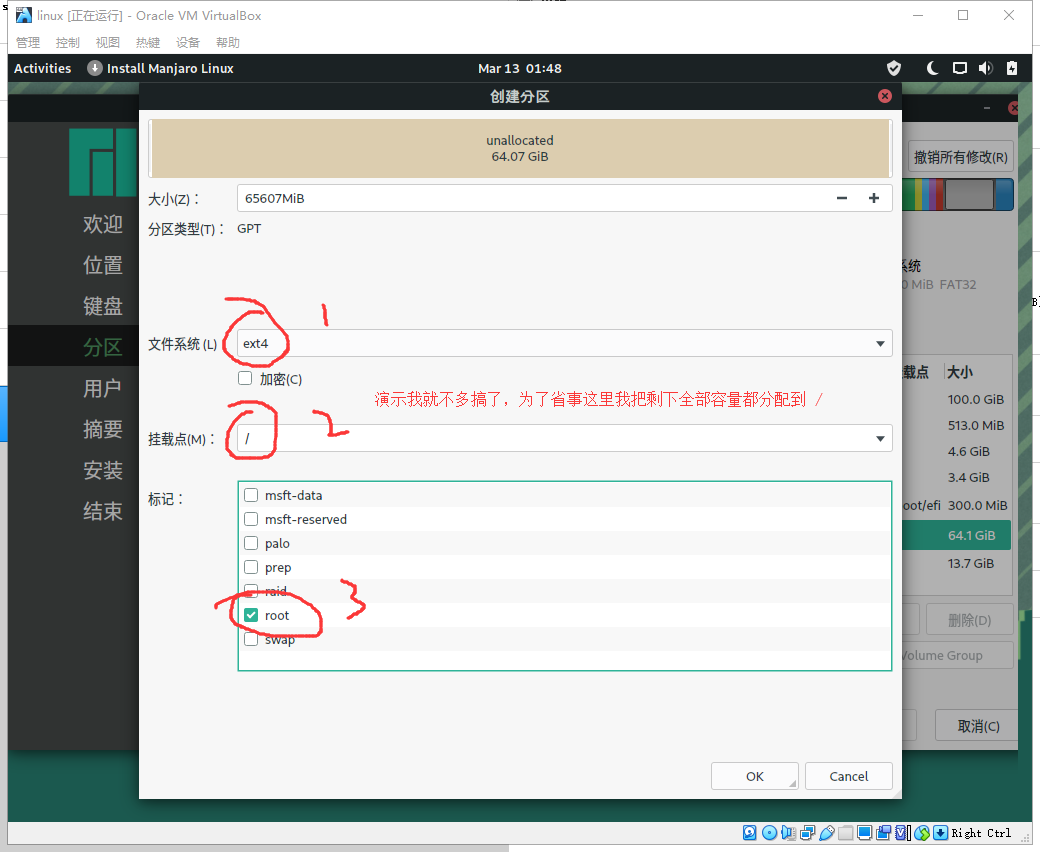 linux [正在运行] - Oracle VM VirtualBox
管理 控制 视图 热键 设备 帮助
Activities Install Manjaro Linux Mar 13 01:48
创建分区
unallocated
64.07 GiB
撤销所有修改(R)
大小(Z)： 65607MiB
分区类型(T)： GPT
欢迎
位置
键盘
分区
用户
摘要
安装
结束
系统
0 MiB FAT32
1
文件系统(L) ext4
加密(C)
演示我就不多搞了，为了省事这里我把剩下全部容量都分配到 /
2
挂载点(M)： /
标记：
msft-data
msft-reserved
palo
prep
raid
root
swap
3
载点 大小
100.0 GiB
513.0 MiB
4.6 GiB
3.4 GiB
oot/efi 300.0 MiB
64.1 GiB
13.7 GiB
删除(D)
Volume Group
取消(C)
OK Cancel
Right Ctrl